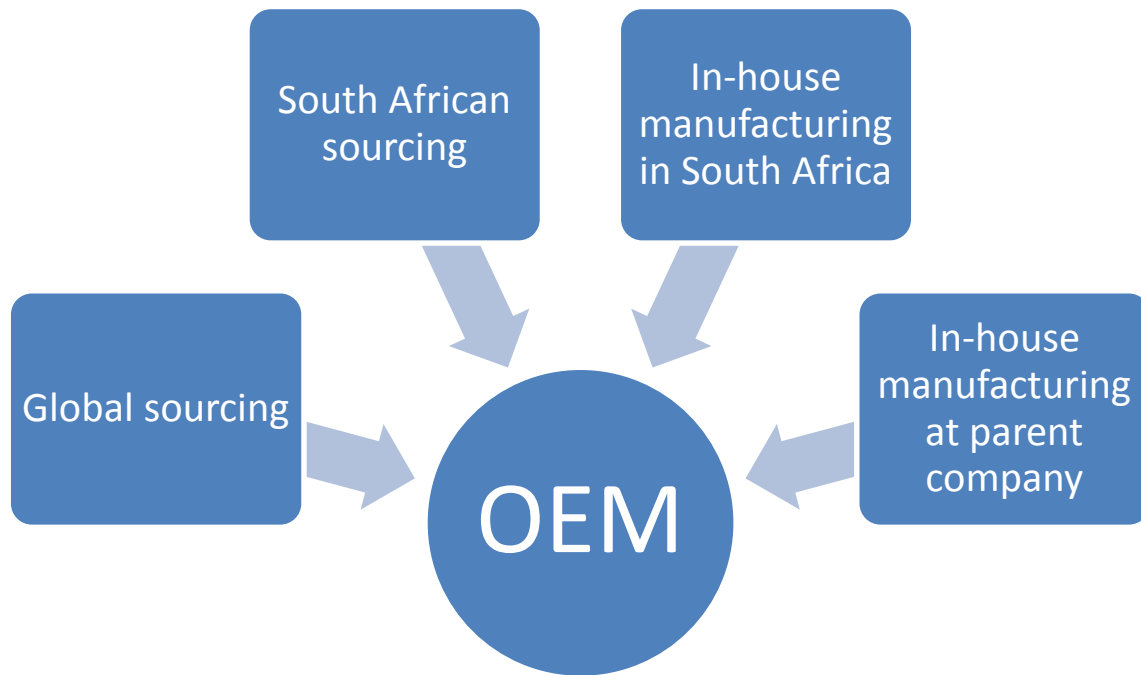 South African
sourcing
In-house
manufacturing
in South Africa
Global sourcing
In-house
manufacturing
at parent
company
OEM